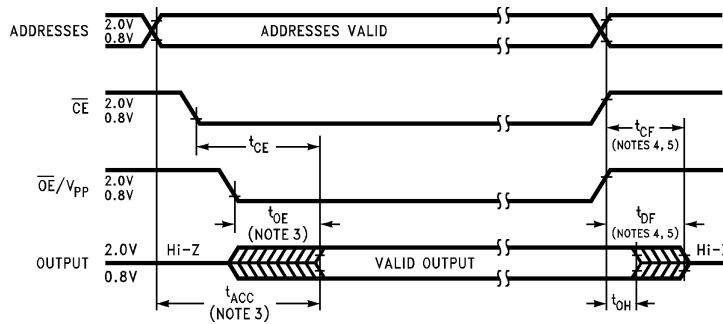 ADDRESSES 2.0V
0.8V
ADDRESSES VALID
CE 2.0V
0.8V
tCE
tCF
(NOTES 4, 5)
OE/VPP 2.0V
0.8V
tOE
(NOTE 3)
tDF
(NOTES 4, 5)
OUTPUT 2.0V
0.8V
Hi-Z
VALID OUTPUT
Hi-Z
tACC
(NOTE 3)
tOH